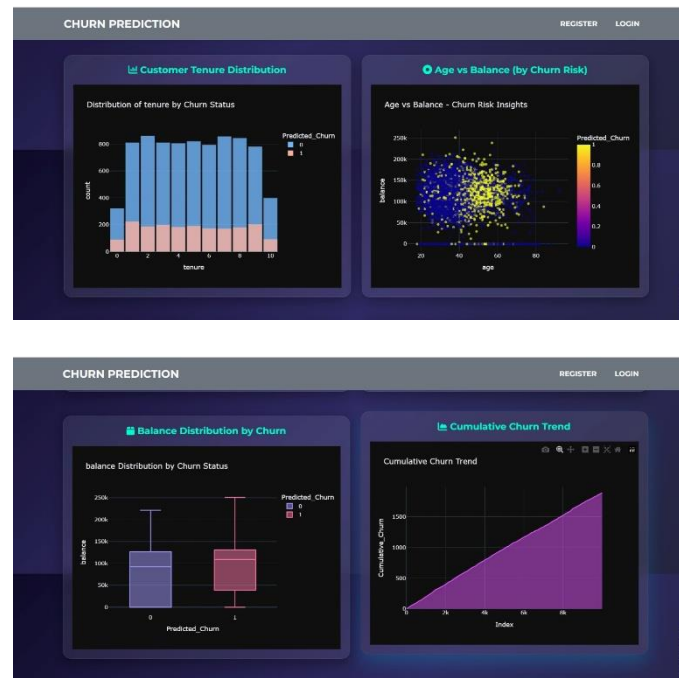 CHURN PREDICTION REGISTER LOGIN
Customer Tenure Distribution
Distribution of tenure by Churn Status
Predicted_Churn
0
1
800
600
400
200
0
count
0 2 4 6 8 10
tenure
Age vs Balance (by Churn Risk)
Age vs Balance - Churn Risk Insights
Predicted_Churn
1
0.8
0.6
0.4
0.2
0
250k
200k
150k
100k
50k
0
balance
20 40 60 80
age
CHURN PREDICTION REGISTER LOGIN
Balance Distribution by Churn
balance Distribution by Churn Status
Predicted_Churn
0
1
250k
200k
150k
100k
50k
0
balance
0 1
Predicted_Churn
Cumulative Churn Trend
Cumulative Churn Trend
1500
1000
500
0
Cumulative_Churn
0 2k 4k 6k 8k
Index